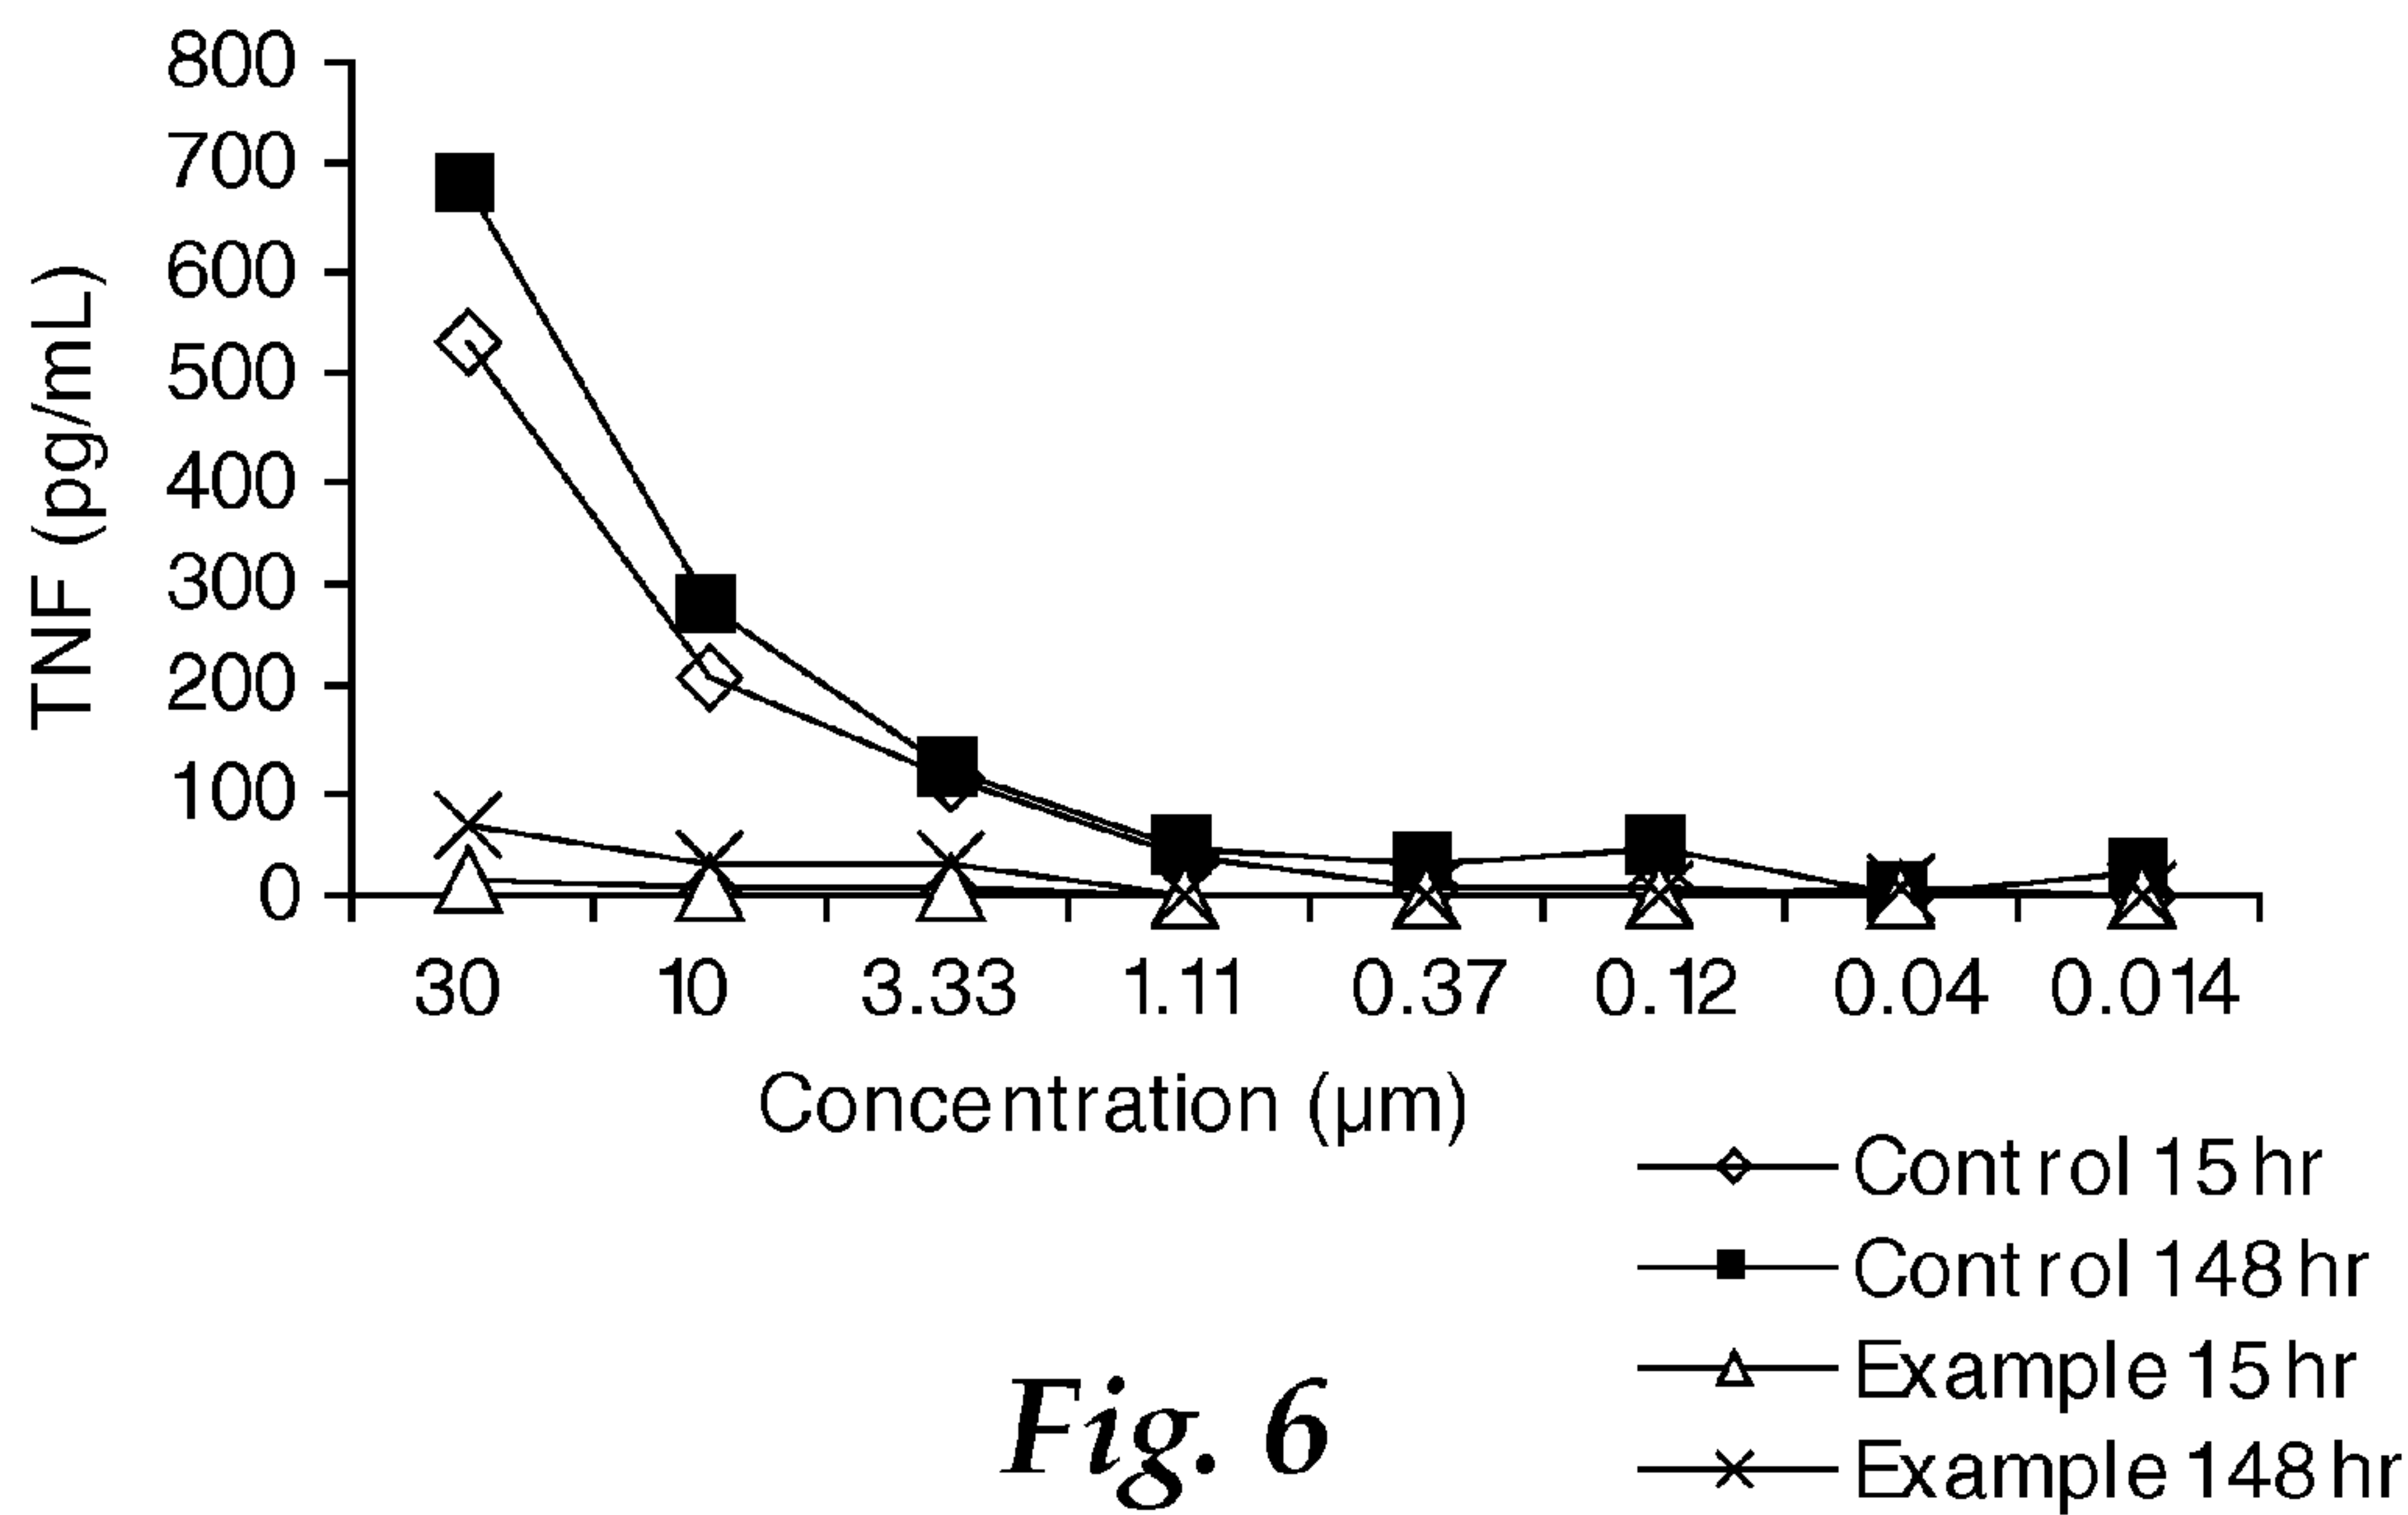 800
700
600
500
400
300
200
100
0
TNF (pg/mL)
30 10 3.33 1.11 0.37 0.12 0.04 0.014
Concentration (µm)
Control 15 hr
Control 148 hr
Example 15 hr
Example 148 hr
Fig. 6